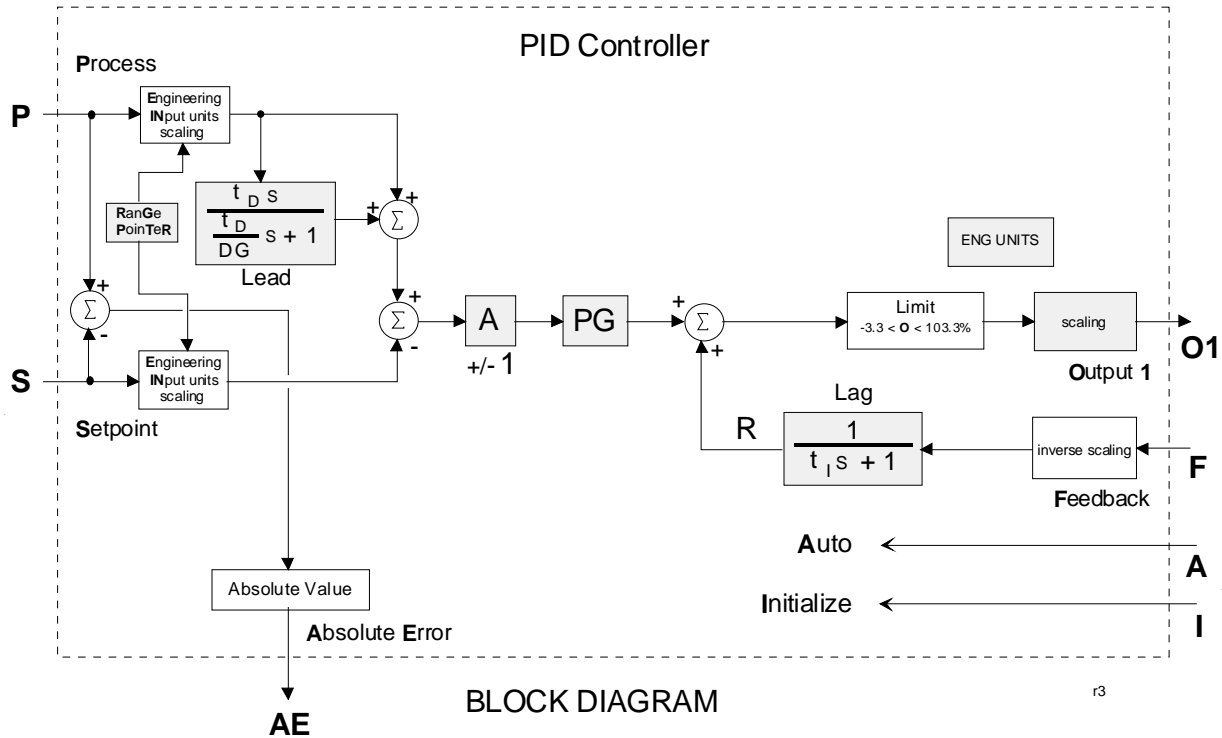 PID Controller
Process
P
Engineering
INput units
scaling
RanGe
PoinTeR
t D S
t D
DG
S + 1
Lead
+
+
Σ
+
Σ
-
+
Σ
-
A
+/- 1
PG
+
Σ
+
ENG UNITS
Limit
-3.3 < O < 103.3%
scaling
O1
Output 1
S
Engineering
INput units
scaling
Setpoint
Lag
R
1
t I S + 1
inverse scaling
F
Feedback
Auto
A
Initialize
I
Absolute Value
Absolute Error
AE
BLOCK DIAGRAM
r3